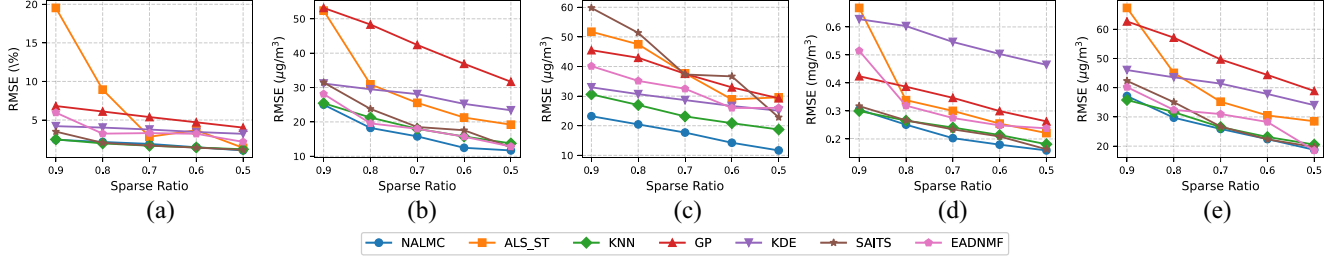 RMSE (\%)
20
15
10
5
0.9 0.8 0.7 0.6 0.5
Sparse Ratio
(a)
RMSE (μg/m³)
50
40
30
20
10
0.9 0.8 0.7 0.6 0.5
Sparse Ratio
(b)
RMSE (μg/m³)
60
50
40
30
20
10
0.9 0.8 0.7 0.6 0.5
Sparse Ratio
(c)
RMSE (mg/m³)
0.6
0.5
0.4
0.3
0.2
0.9 0.8 0.7 0.6 0.5
Sparse Ratio
(d)
RMSE (μg/m³)
60
50
40
30
20
0.9 0.8 0.7 0.6 0.5
Sparse Ratio
(e)
NALMC ALS_ST KNN GP KDE SAITS EADNMF